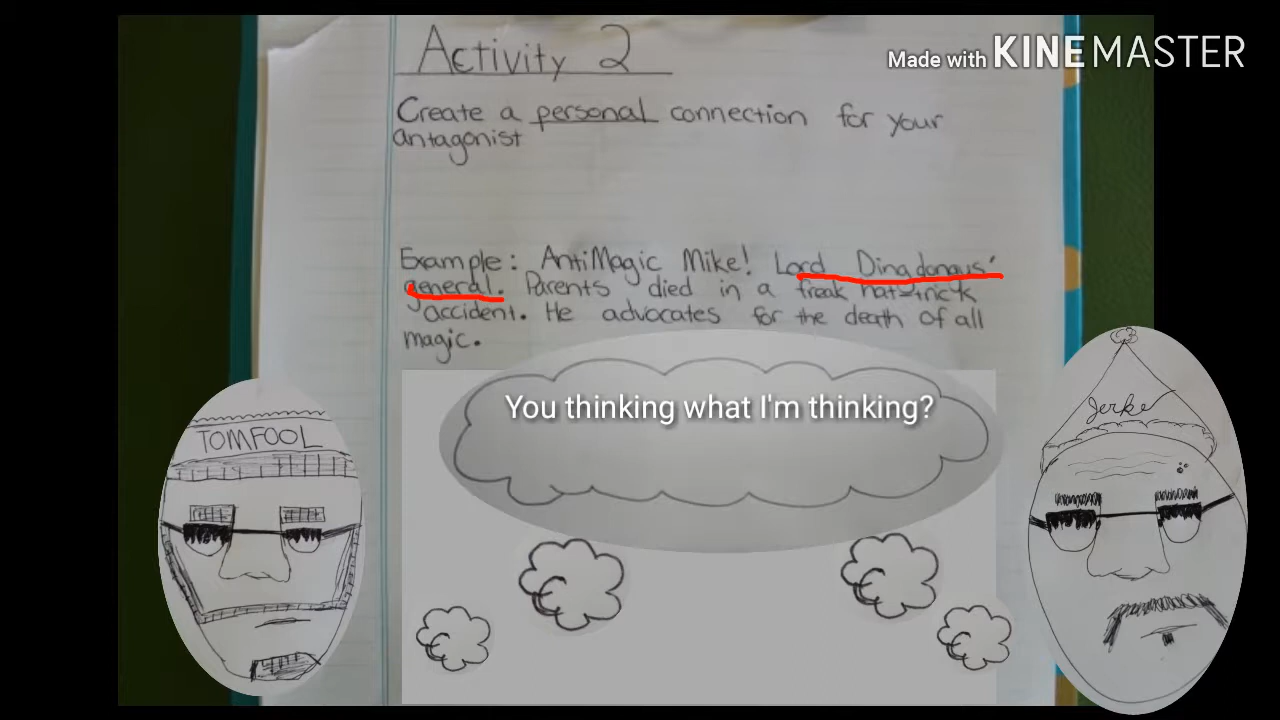 Activity 2
Made with KINEMASTER
Create a personal connection for your
antagonist
Example: AntiMagic Mike! Lord Dingdongus'
general. Parents died in a freak hat-trick
accident. He advocates for the death of all
magic.
You thinking what I'm thinking?
TOMFOOL
Jerke